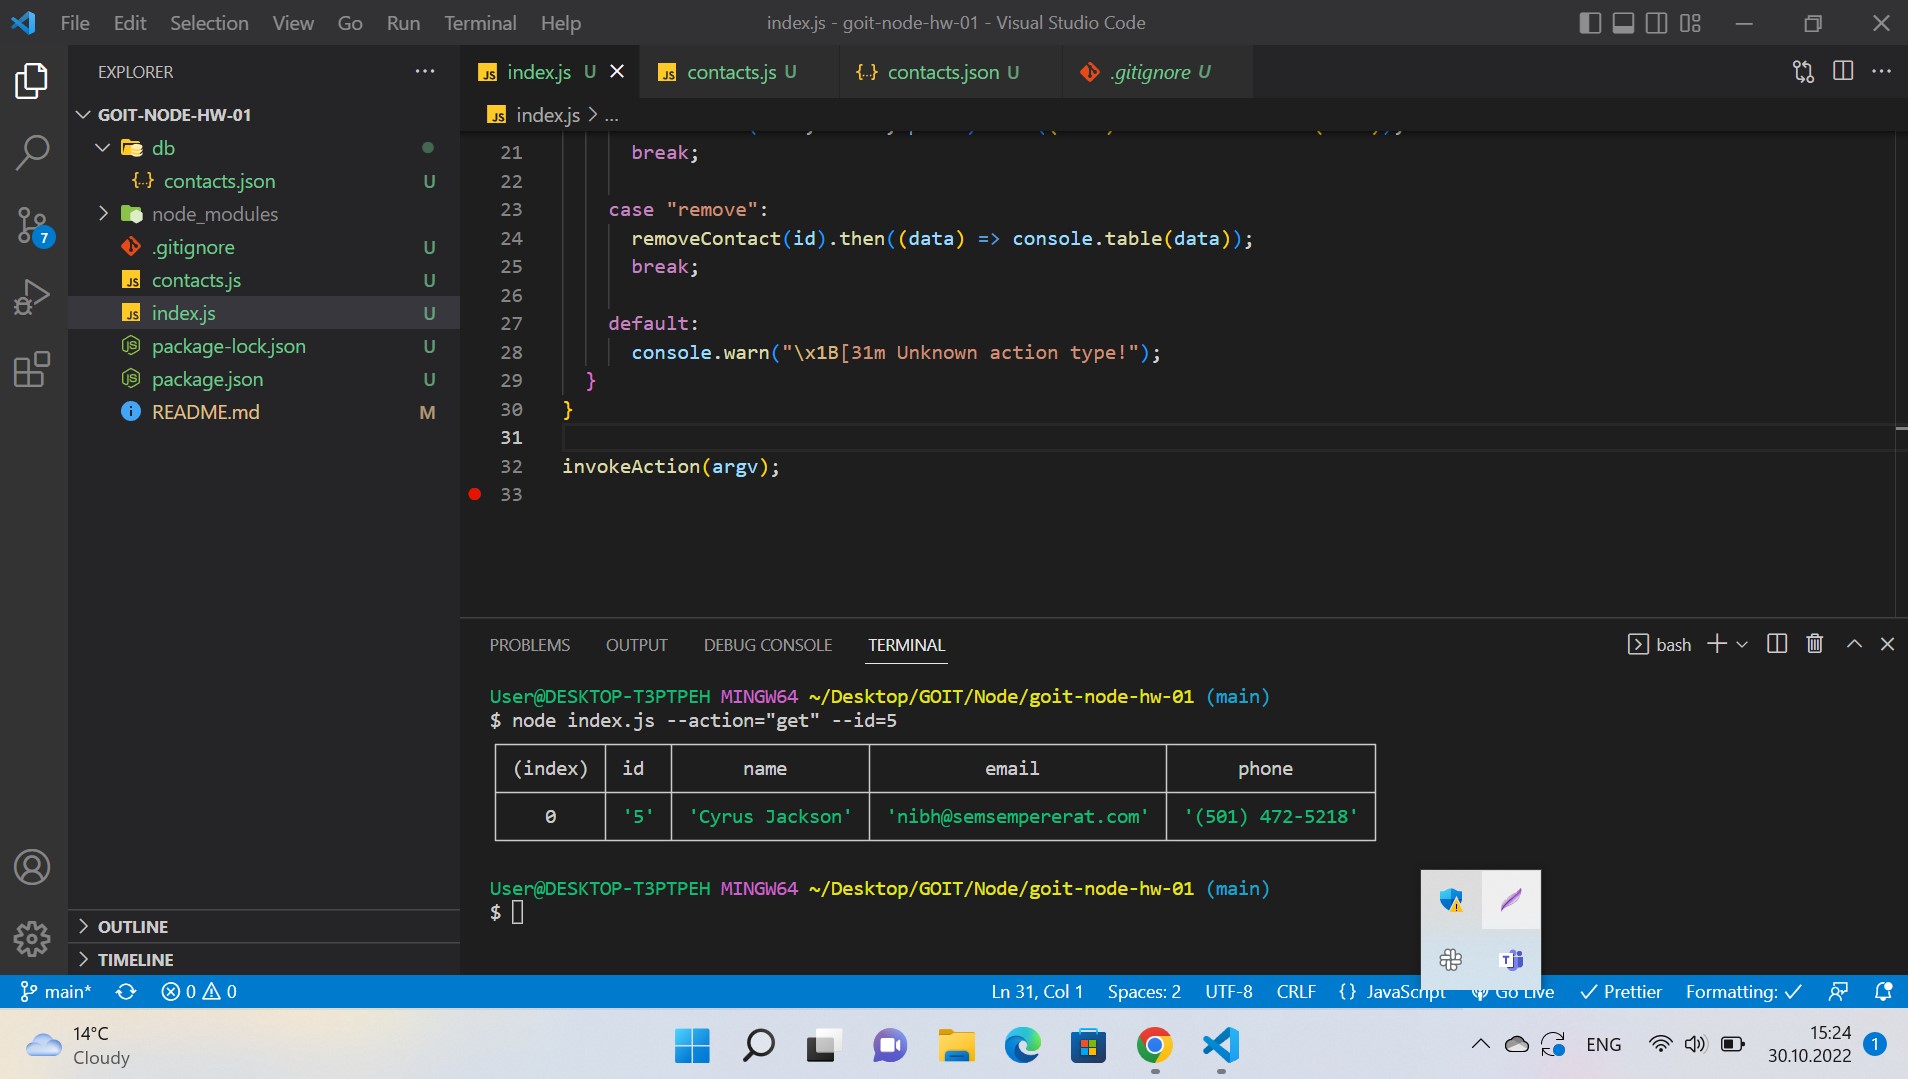 File Edit Selection View Go Run Terminal Help
index.js - goit-node-hw-01 - Visual Studio Code
EXPLORER
GOIT-NODE-HW-01
db
contacts.json U
node_modules
.gitignore U
contacts.js U
index.js U
package-lock.json U
package.json U
README.md M
OUTLINE
TIMELINE
7
index.js U
contacts.js U
contacts.json U
.gitignore U
index.js > ...
21 break;
22
23 case "remove":
24 removeContact(id).then((data) => console.table(data));
25 break;
26
27 default:
28 console.warn("\x1B[31m Unknown action type!");
29 }
30 }
31
32 invokeAction(argv);
33
PROBLEMS OUTPUT DEBUG CONSOLE TERMINAL
bash
User@DESKTOP-T3PTPEH MINGW64 ~/Desktop/GOIT/Node/goit-node-hw-01 (main)
$ node index.js --action="get" --id=5
(index) id name email phone
0 '5' 'Cyrus Jackson' 'nibh@semsempererat.com' '(501) 472-5218'
User@DESKTOP-T3PTPEH MINGW64 ~/Desktop/GOIT/Node/goit-node-hw-01 (main)
$
main* 0 0 Ln 31, Col 1 Spaces: 2 UTF-8 CRLF {} JavaScript Go Live Prettier Formatting:
14°C
Cloudy
ENG
15:24
30.10.2022
1